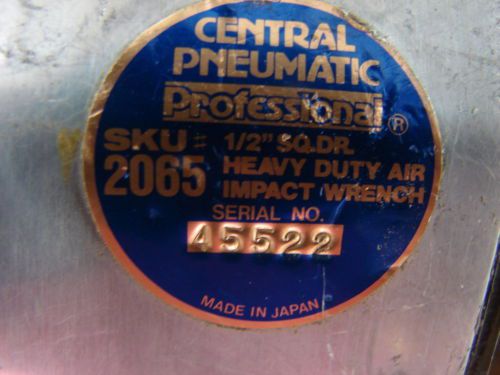 CENTRAL
PNEUMATIC
Professional ®
SKU # 1/2" SQ.DR.
2065 HEAVY DUTY AIR
IMPACT WRENCH
SERIAL NO.
45522
MADE IN JAPAN